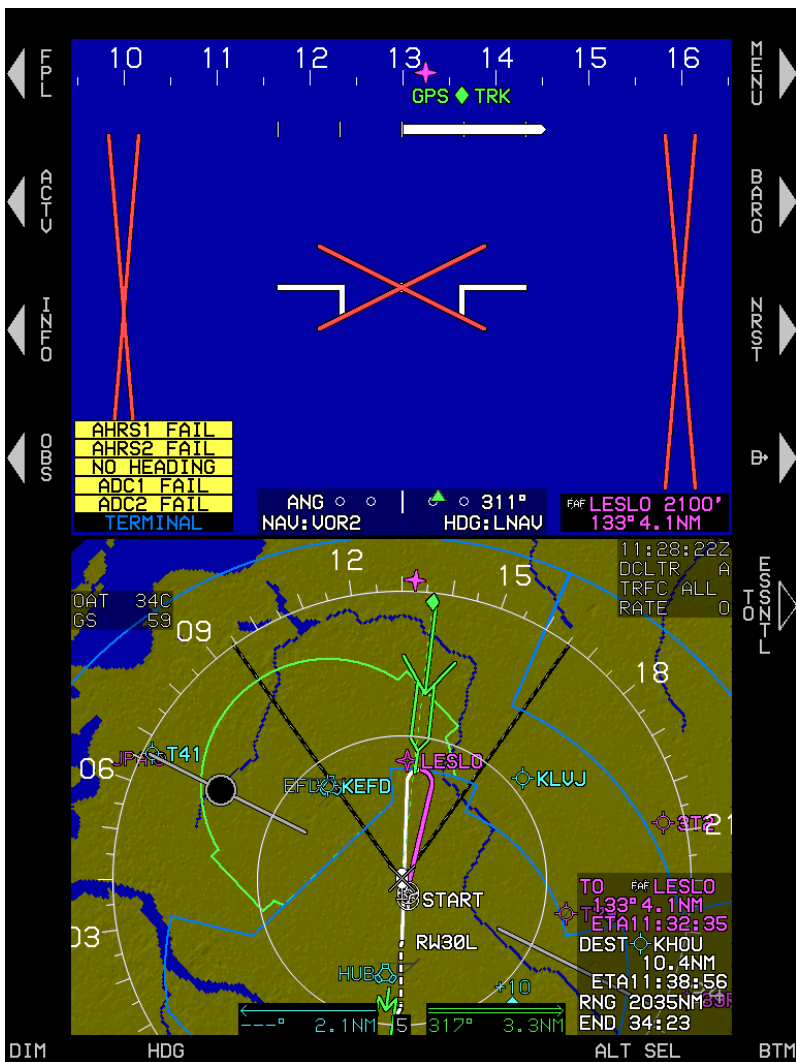 10 11 12 13 14 15 16
GPS TRK
FPL
MENU
ACTV
BARO
INFO
NRST
OBS
D
AHRS1 FAIL
AHRS2 FAIL
NO HEADING
ADC1 FAIL
ADC2 FAIL
TERMINAL
ANG 311°
NAV:VOR2 HDG:LNAV
FAF LESLO 2100'
133° 4.1NM
11:28:22Z
DCLTR A
TRFC ALL
RATE 0
ESSNTL
TO
OAT 34C
GS 59
12
15
09
18
T41
LESLO
06
KEFD
KLVJ
3T2
21
START
TO FAF LESLO
133° 4.1NM
ETA11:32:35
DEST KHOU
10.4NM
ETA11:38:56
RNG 2035NM
END 34:23
03
RW30L
HUB
+10
---° 2.1NM 5 317° 3.3NM
DIM HDG ALT SEL BTM